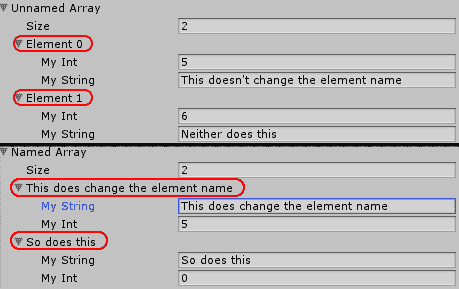 Unnamed Array
Size 2
Element 0
My Int 5
My String This doesn't change the element name
Element 1
My Int 6
My String Neither does this
Named Array
Size 2
This does change the element name
My String This does change the element name
My Int 5
So does this
My String So does this
My Int 0